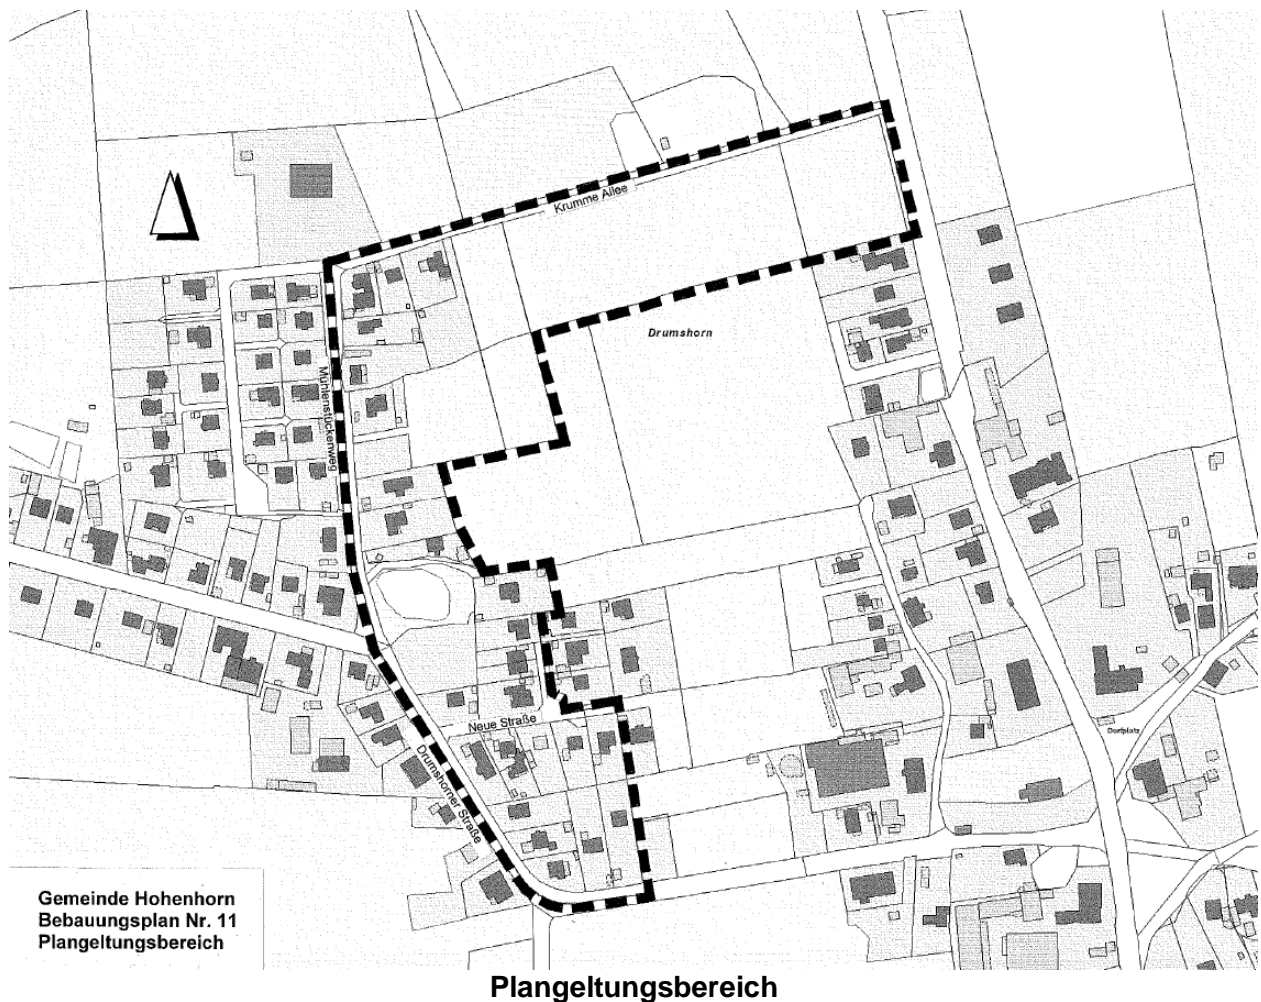 Krumme Allee
Drumshorn
Mühlenstückenweg
Neue Straße
Dorfplatz
Drumshorner Straße
Gemeinde Hohenhorn
Bebauungsplan Nr. 11
Plangeltungsbereich
Plangeltungsbereich